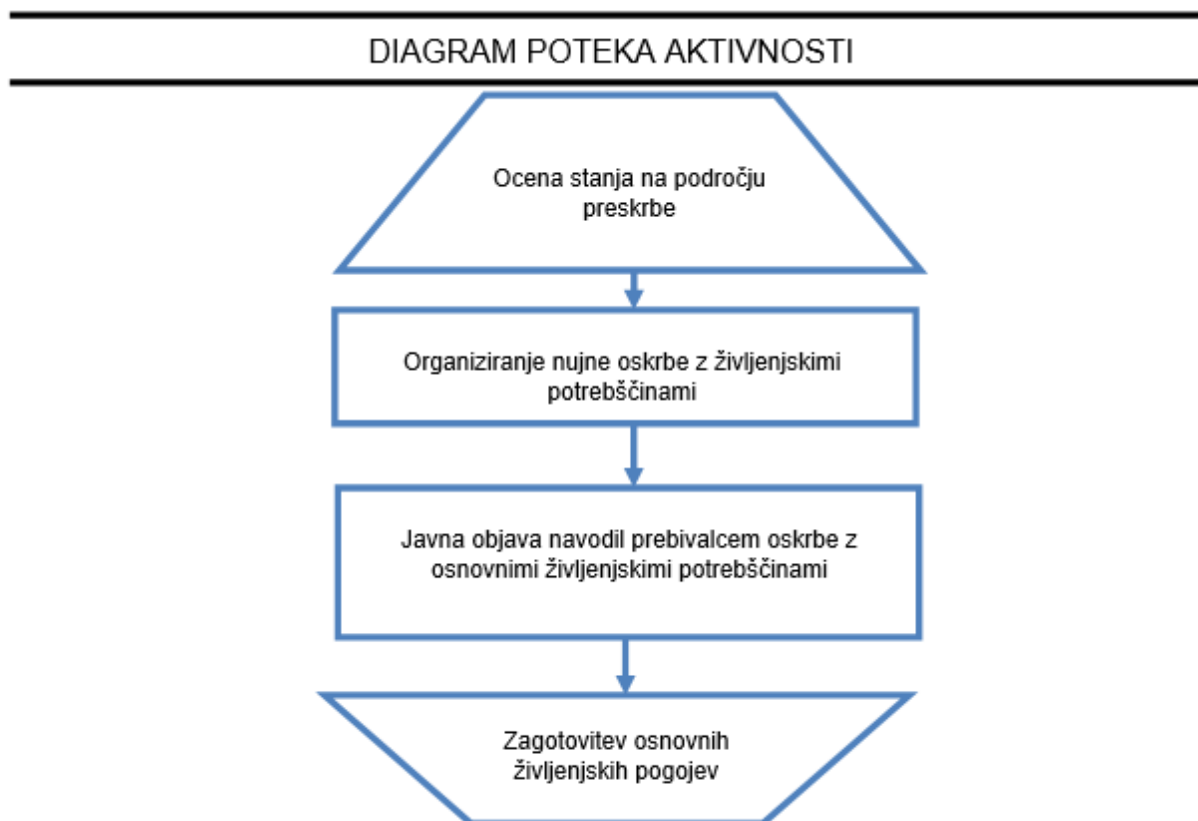 DIAGRAM POTEKA AKTIVNOSTI
Ocena stanja na področju
preskrbe
Organiziranje nujne oskrbe z življenjskimi
potrebščinami
Javna objava navodil prebivalcem oskrbe z
osnovnimi življenjskimi potrebščinami
Zagotovitev osnovnih
življenjskih pogojev